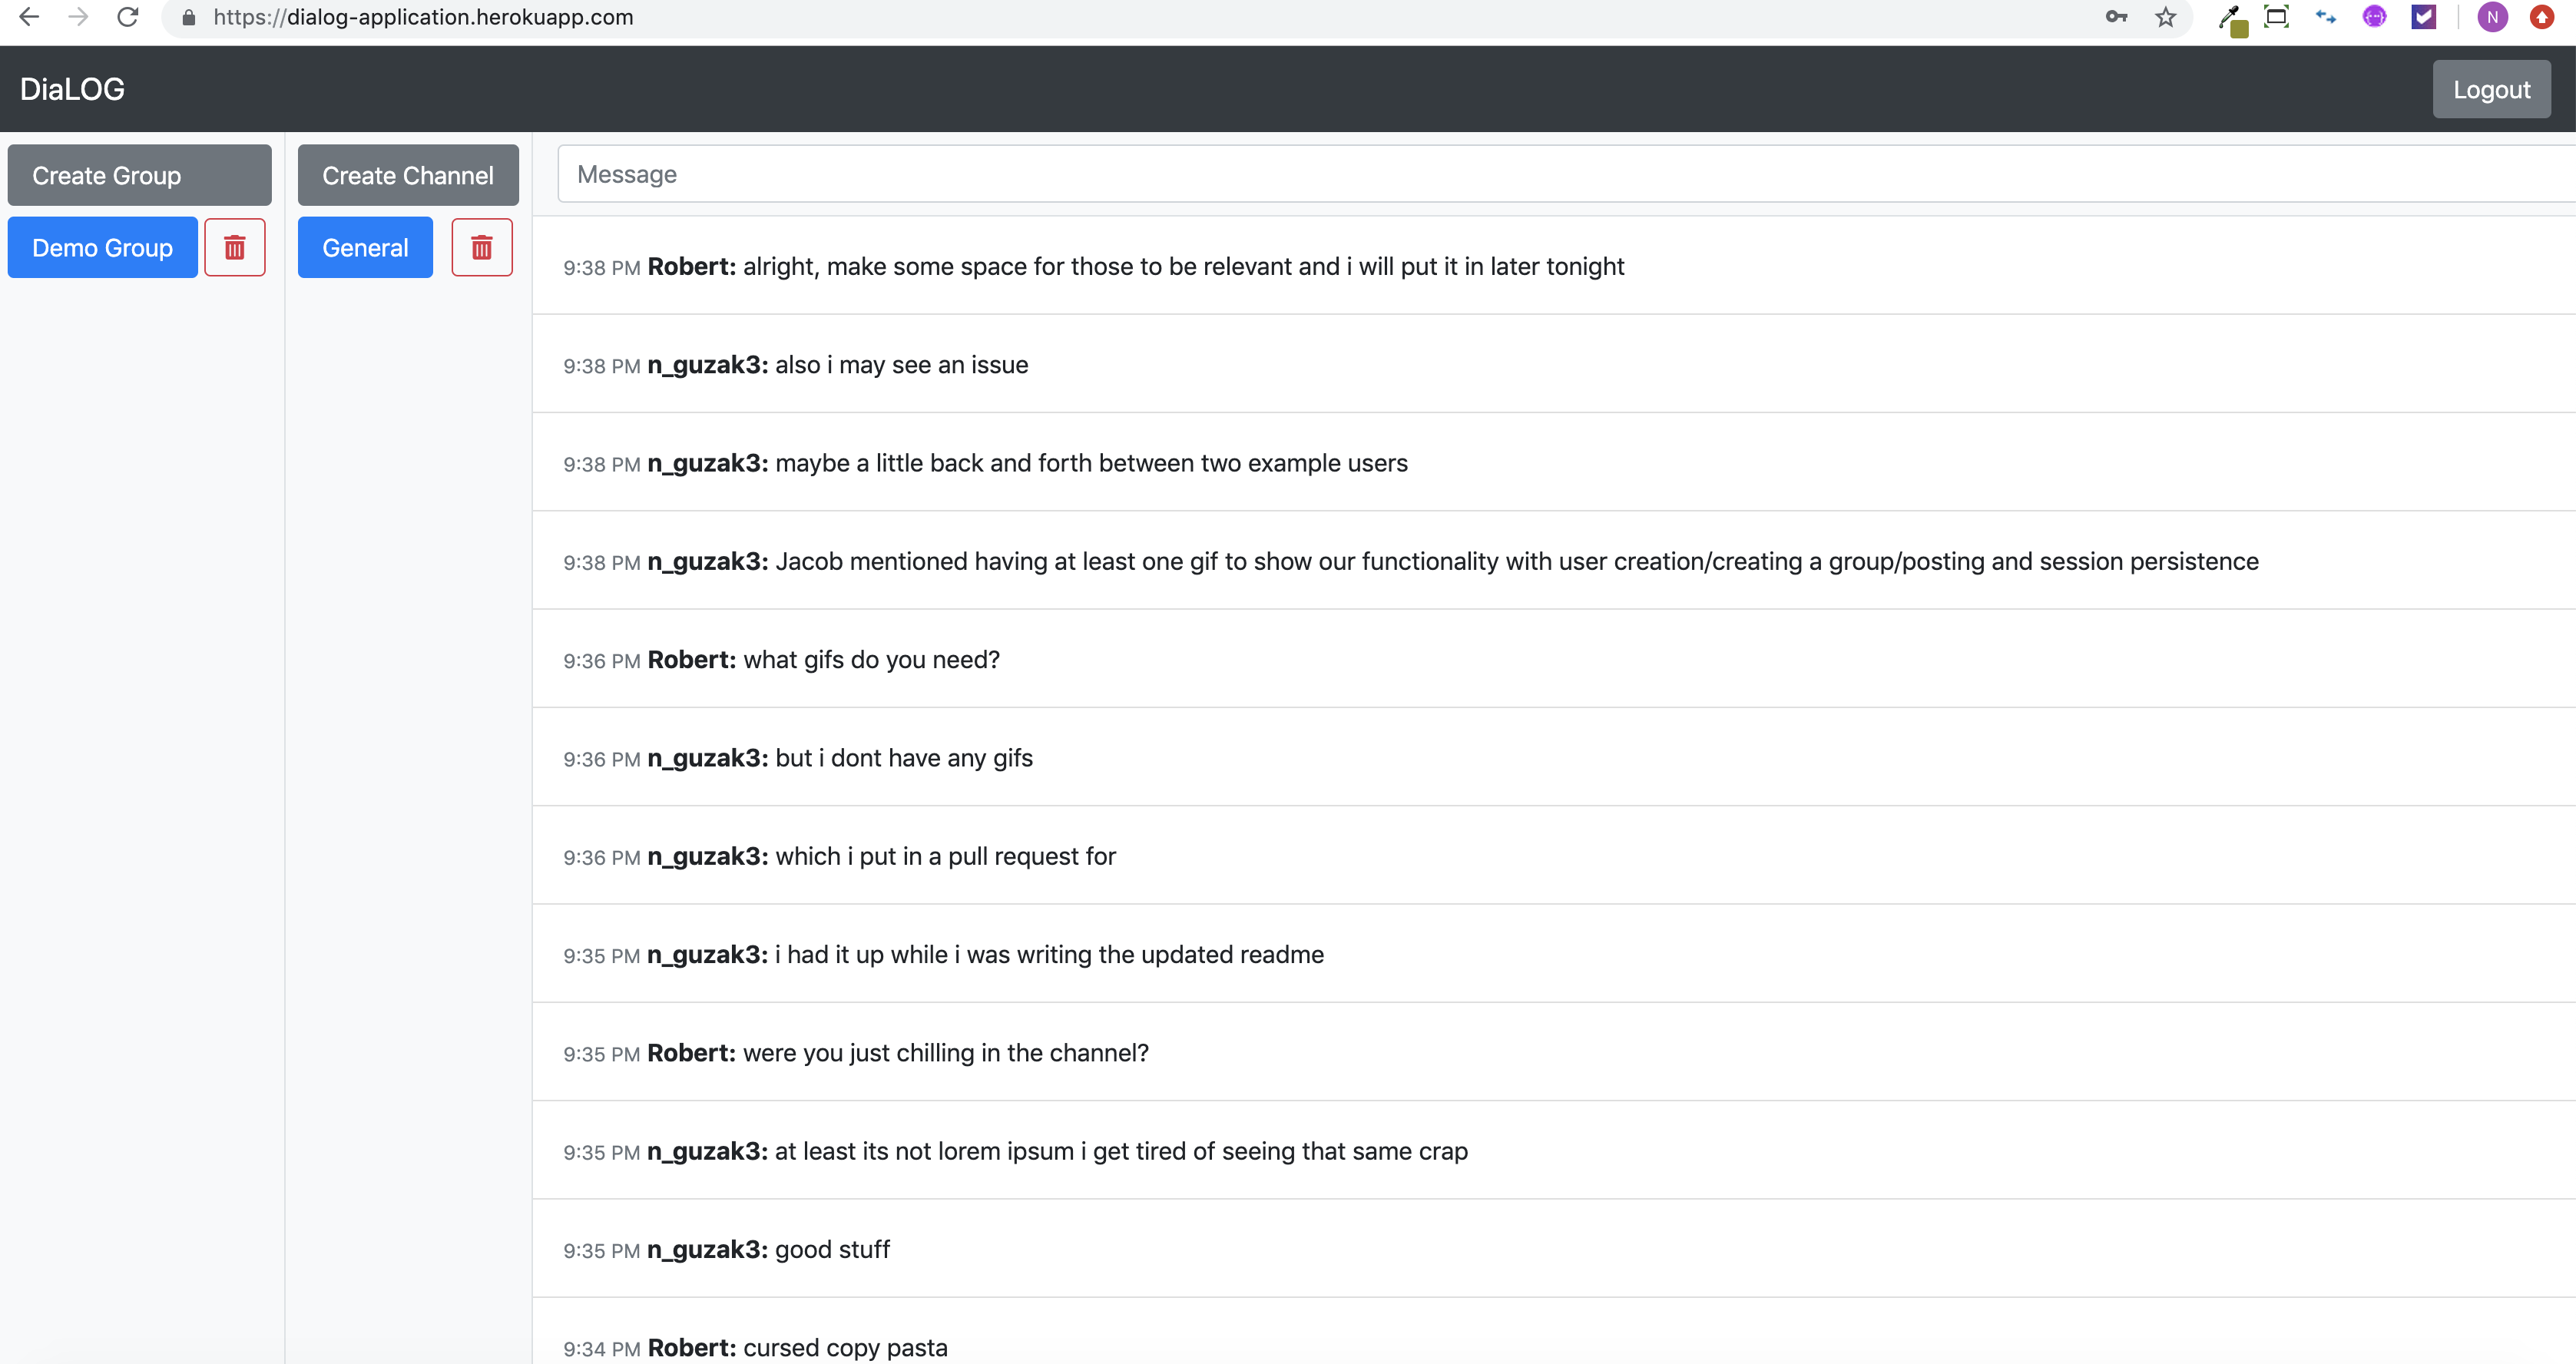 https://dialog-application.herokuapp.com
N
DiaLOG
Logout
Create Group
Create Channel
Message
Demo Group
General
9:38 PM Robert: alright, make some space for those to be relevant and i will put it in later tonight
9:38 PM n_guzak3: also i may see an issue
9:38 PM n_guzak3: maybe a little back and forth between two example users
9:38 PM n_guzak3: Jacob mentioned having at least one gif to show our functionality with user creation/creating a group/posting and session persistence
9:36 PM Robert: what gifs do you need?
9:36 PM n_guzak3: but i dont have any gifs
9:36 PM n_guzak3: which i put in a pull request for
9:35 PM n_guzak3: i had it up while i was writing the updated readme
9:35 PM Robert: were you just chilling in the channel?
9:35 PM n_guzak3: at least its not lorem ipsum i get tired of seeing that same crap
9:35 PM n_guzak3: good stuff
9:34 PM Robert: cursed copy pasta